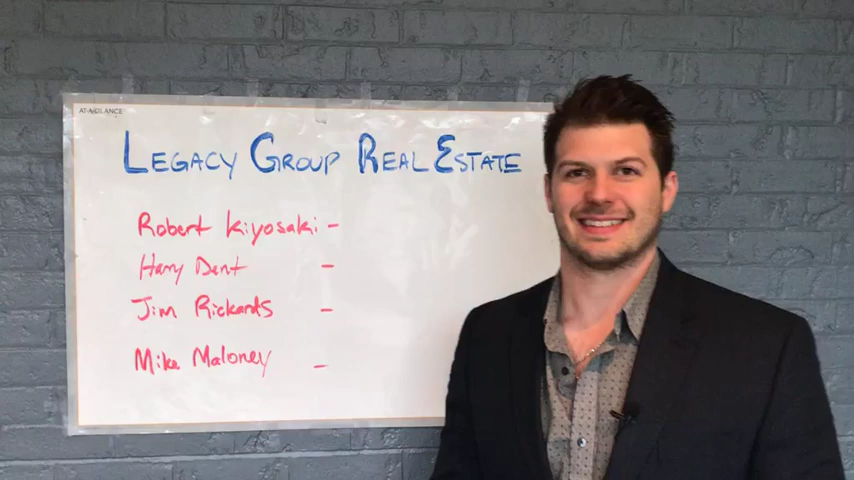 AT-A-GLANCE
LEGACY GROUP REAL ESTATE
Robert Kiyosaki -
Harry Dent -
Jim Rickards -
Mike Maloney -